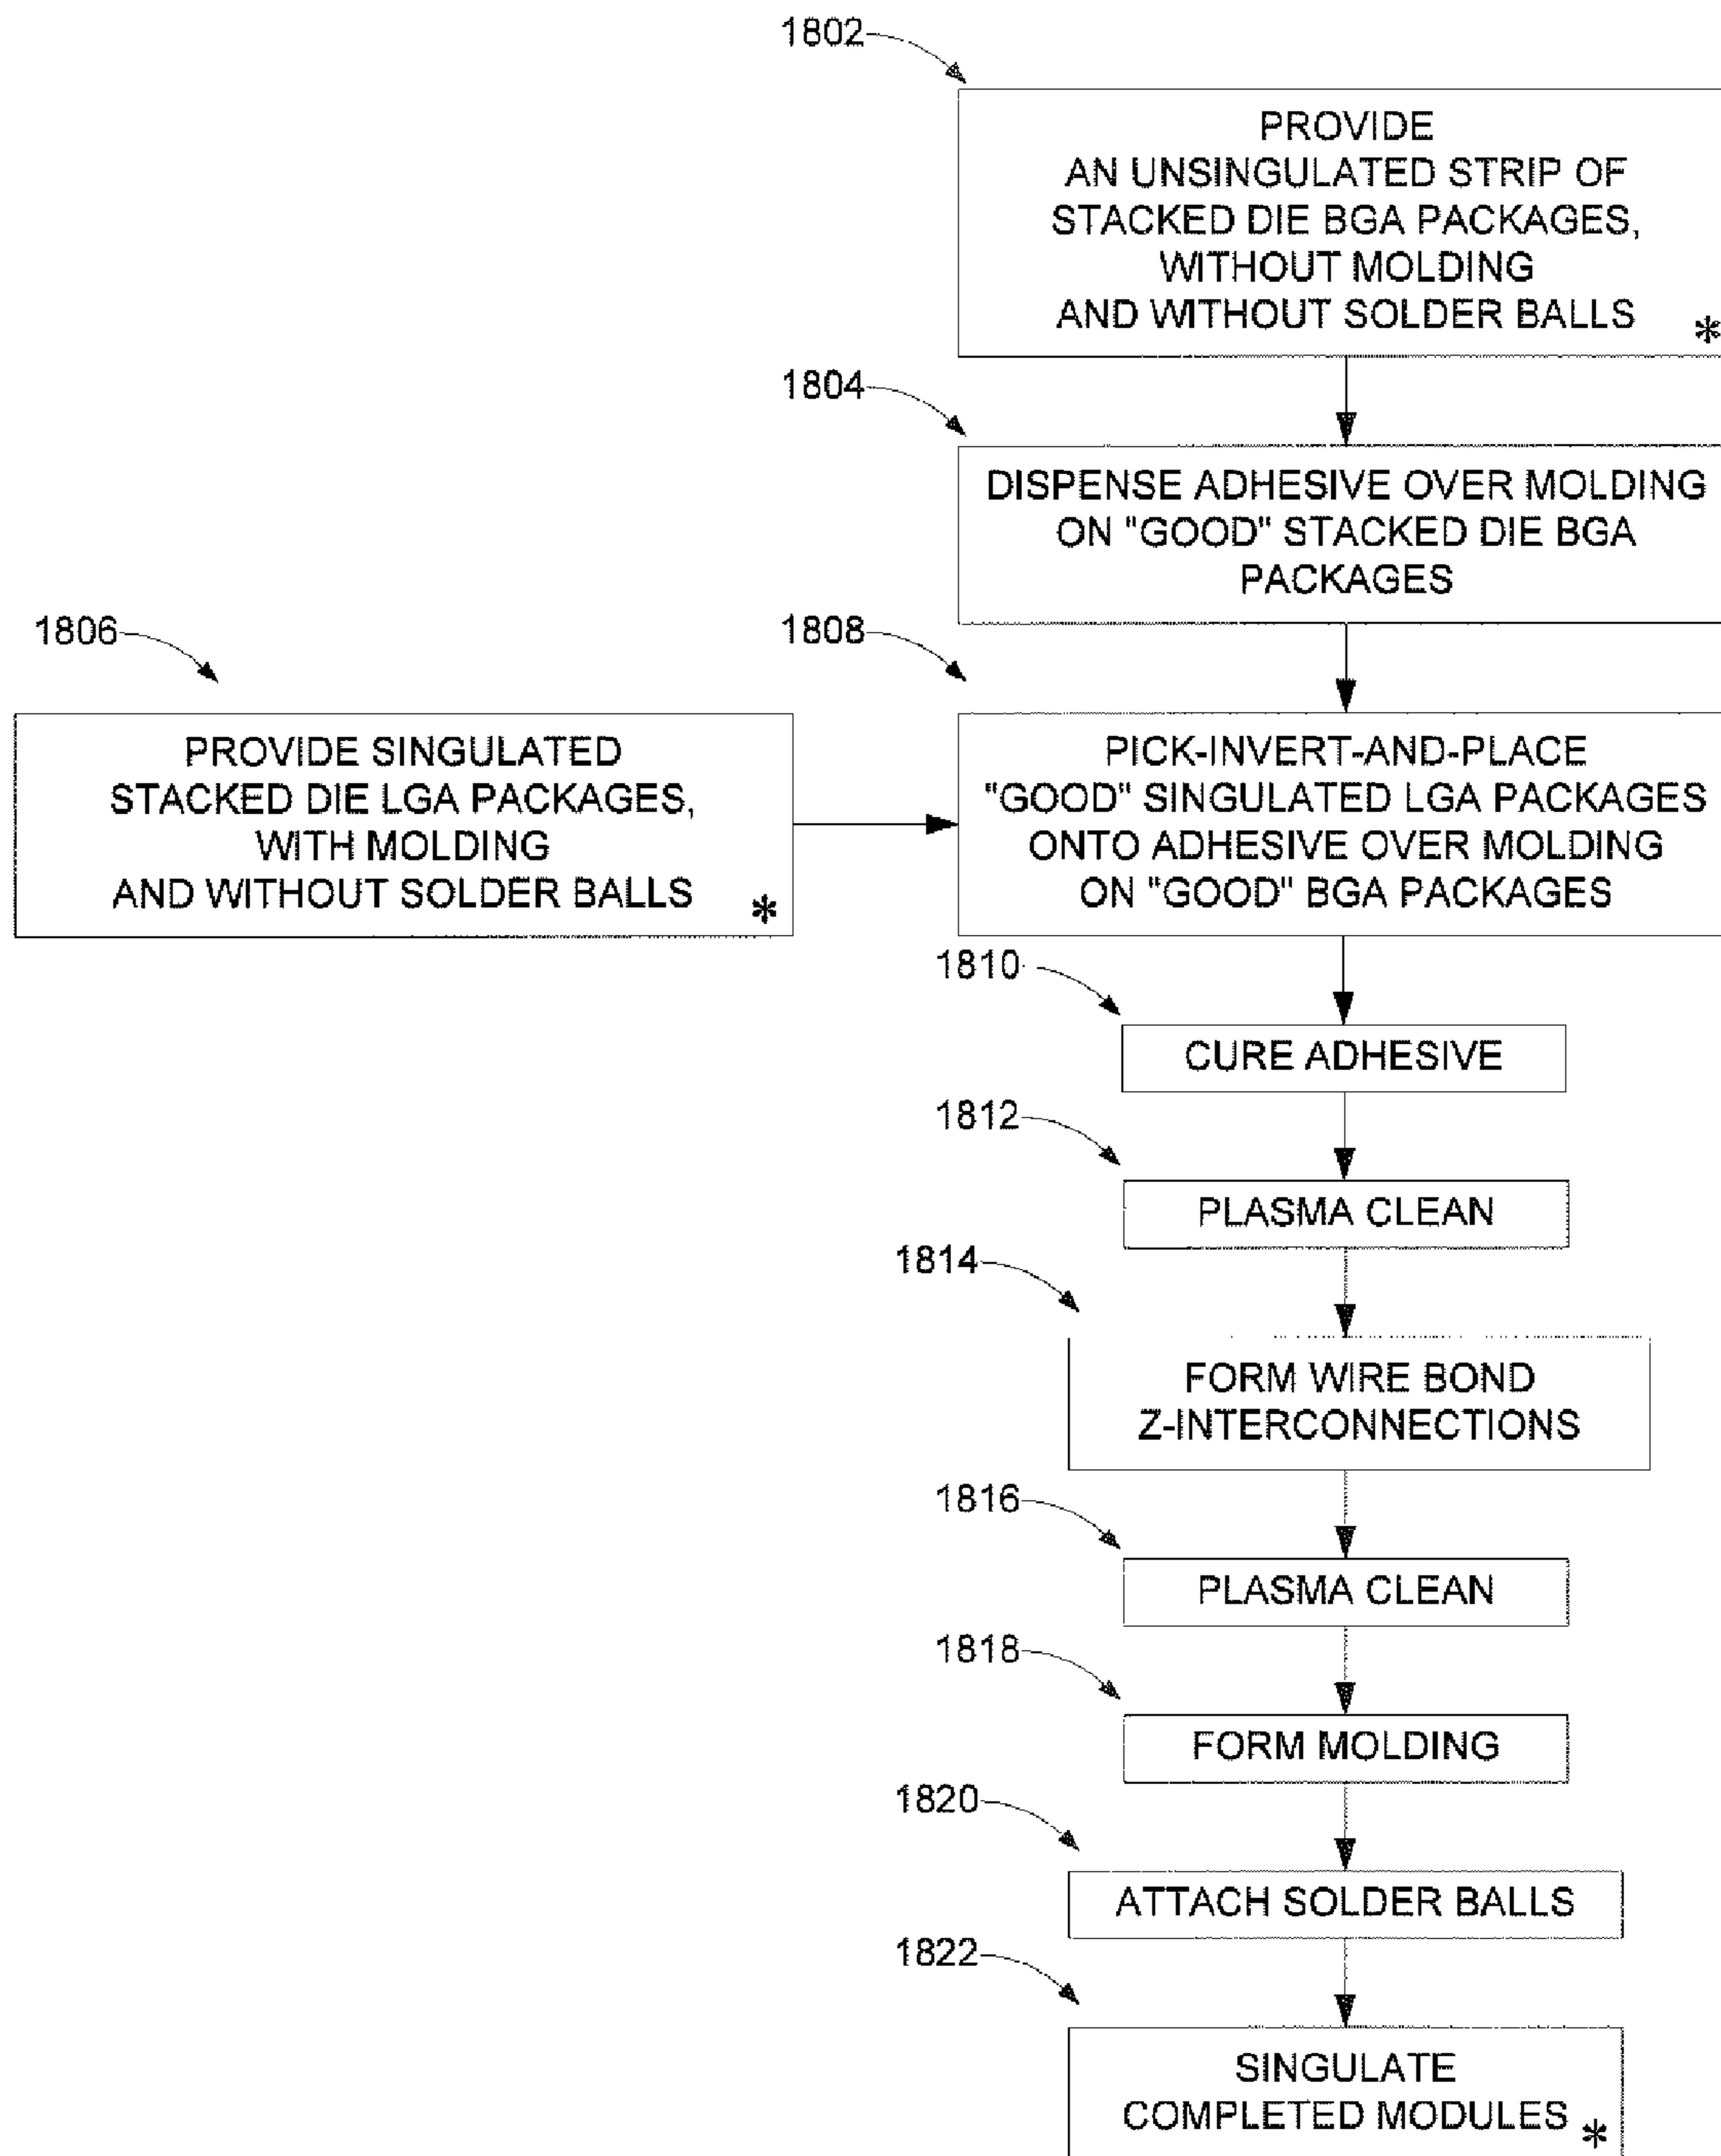 1802
PROVIDE
AN UNSINGULATED STRIP OF
STACKED DIE BGA PACKAGES,
WITHOUT MOLDING
AND WITHOUT SOLDER BALLS
*
1804
DISPENSE ADHESIVE OVER MOLDING
ON "GOOD" STACKED DIE BGA
PACKAGES
1806
PROVIDE SINGULATED
STACKED DIE LGA PACKAGES,
WITH MOLDING
AND WITHOUT SOLDER BALLS
*
1808
PICK-INVERT-AND-PLACE
"GOOD" SINGULATED LGA PACKAGES
ONTO ADHESIVE OVER MOLDING
ON "GOOD" BGA PACKAGES
1810
CURE ADHESIVE
1812
PLASMA CLEAN
1814
FORM WIRE BOND
Z-INTERCONNECTIONS
1816
PLASMA CLEAN
1818
FORM MOLDING
1820
ATTACH SOLDER BALLS
1822
SINGULATE
COMPLETED MODULES
*